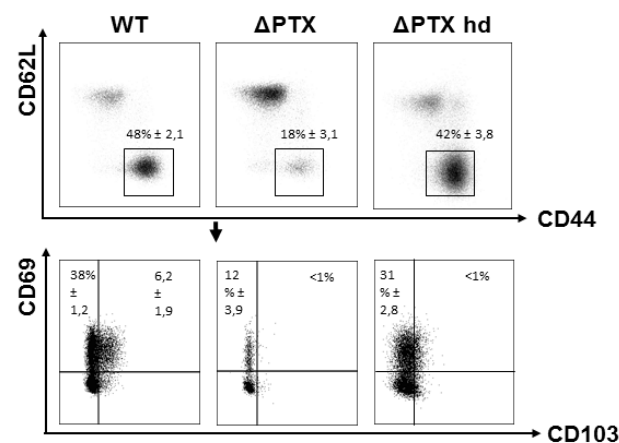 WT
ΔPTX
ΔPTX hd
CD62L
48% ± 2,1
18% ± 3,1
42% ± 3,8
CD44
CD69
38%
±
1,2
6,2
±
1,9
12
% ±
3,9
<1%
31
% ±
2,8
<1%
CD103